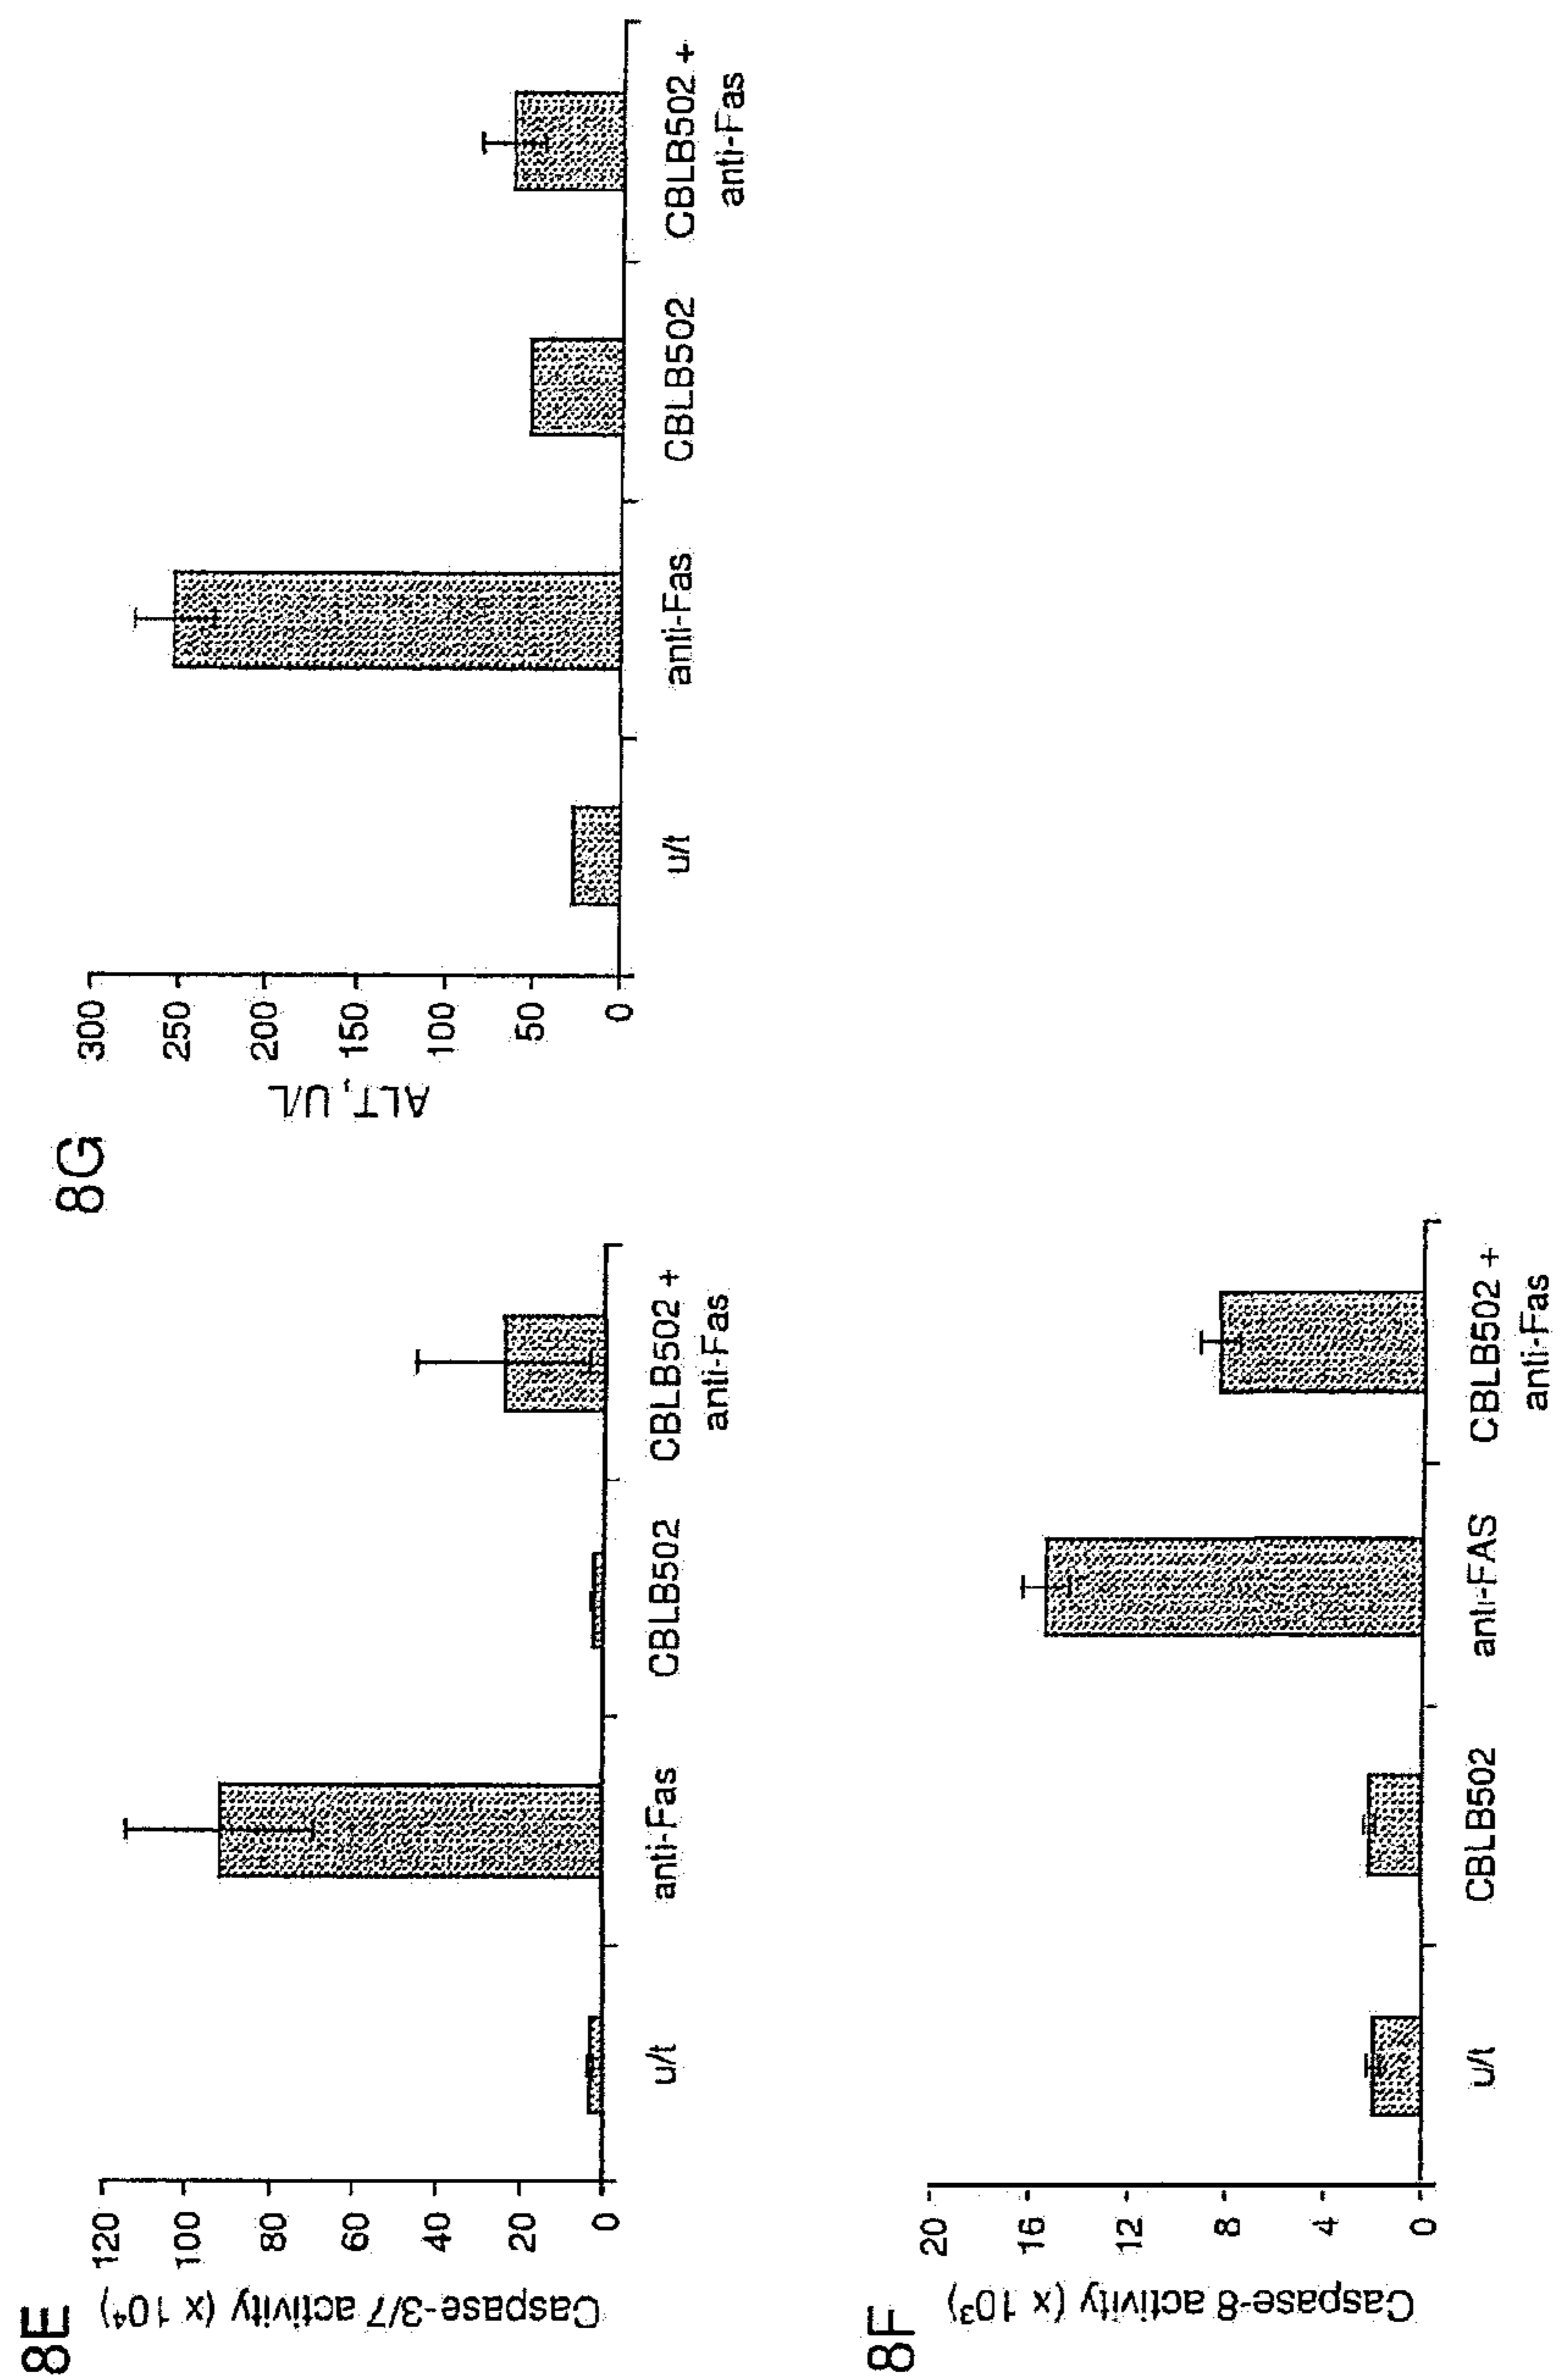 8E
Caspase-3/7 activity (x 10⁴)
120
100
80
60
40
20
0
u/t
anti-Fas
CBLB502
CBLB502 +
anti-Fas
8F
Caspase-8 activity (x 10³)
20
16
12
8
4
0
u/t
CBLB502
anti-FAS
CBLB502 +
anti-Fas
8G
ALT, U/L
300
250
200
150
100
50
0
u/t
anti-Fas
CBLB502
CBLB502 +
anti-Fas